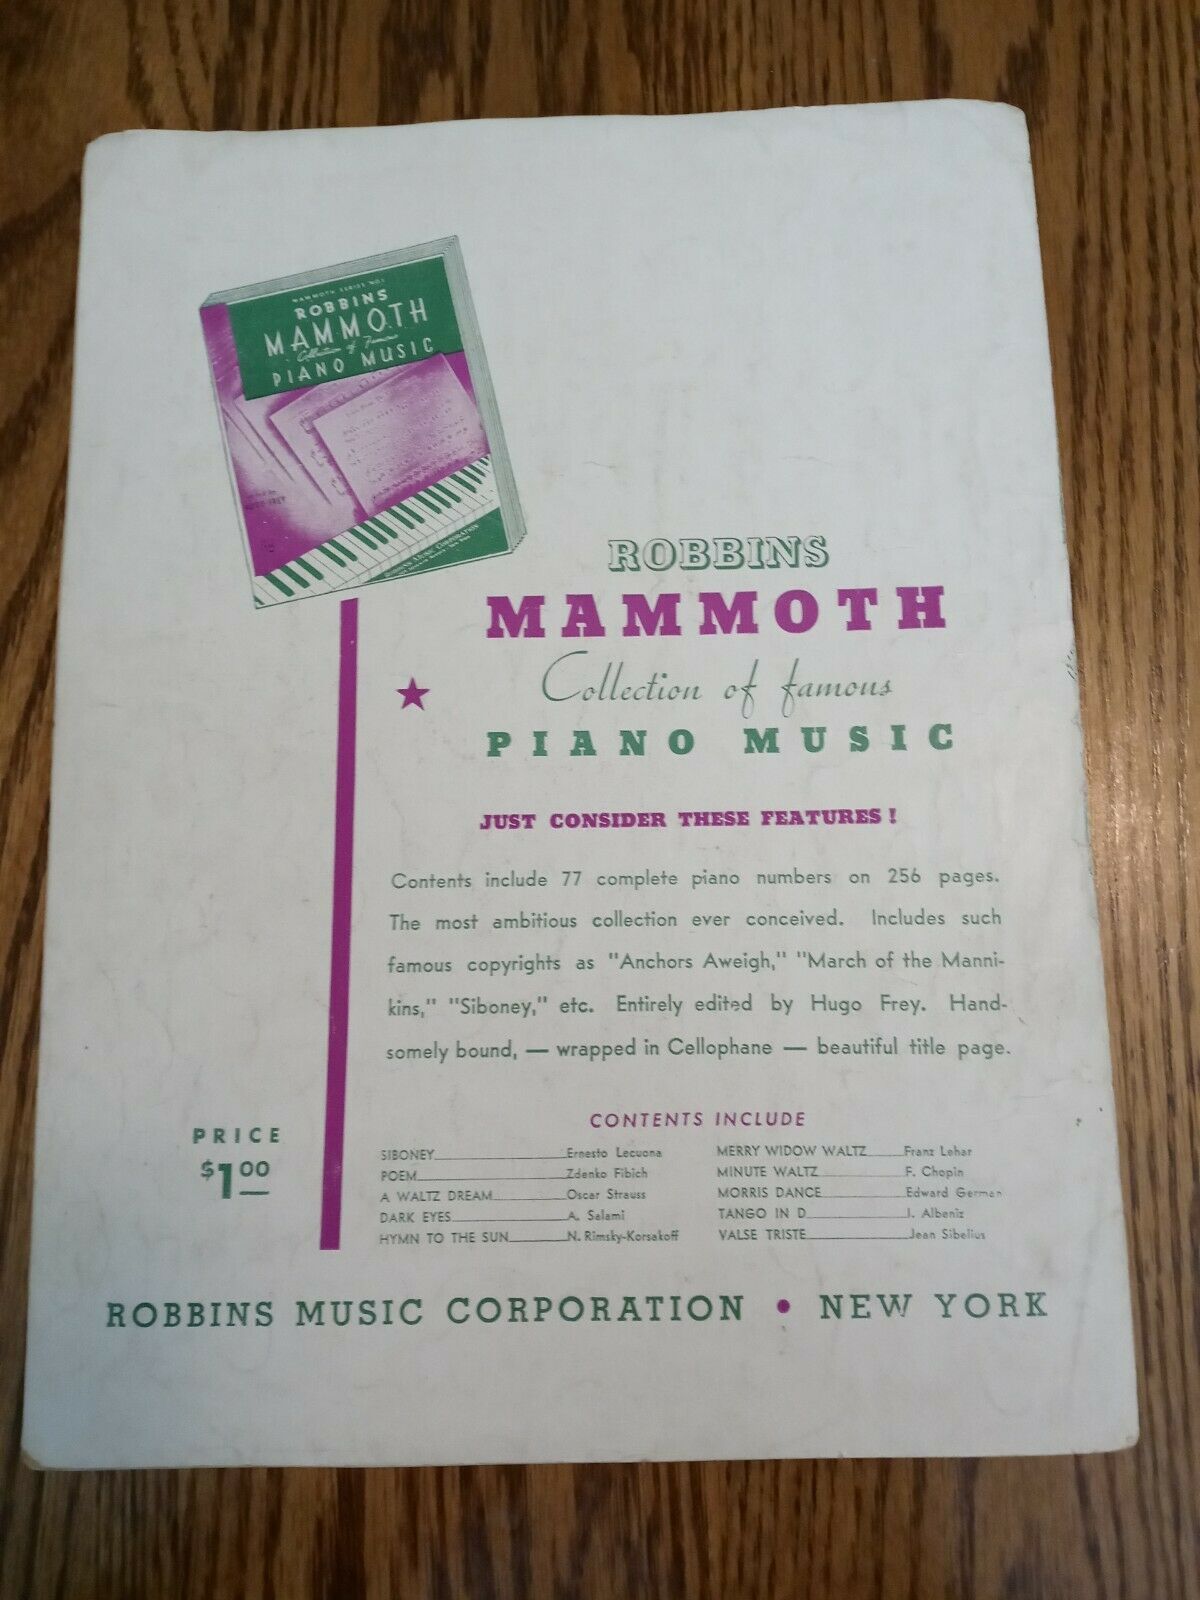 MAMMOTH SERIES NO. 1
ROBBINS
MAMMOTH
Collection of Famous
PIANO MUSIC
ROBBINS MUSIC CORPORATION
ROBBINS
MAMMOTH
Collection of famous
PIANO MUSIC
JUST CONSIDER THESE FEATURES!
Contents include 77 complete piano numbers on 256 pages.
The most ambitious collection ever conceived. Includes such
famous copyrights as "Anchors Aweigh," "March of the Manni-
kins," "Siboney," etc. Entirely edited by Hugo Frey. Hand-
somely bound, — wrapped in Cellophane — beautiful title page.
PRICE
$1.00
CONTENTS INCLUDE
SIBONEY Ernesto Lecuona
POEM Zdenko Fibich
A WALTZ DREAM Oscar Strauss
DARK EYES A. Salami
HYMN TO THE SUN N. Rimsky-Korsakoff
MERRY WIDOW WALTZ Franz Lehar
MINUTE WALTZ F. Chopin
MORRIS DANCE Edward German
TANGO IN D I. Albeniz
VALSE TRISTE Jean Sibelius
ROBBINS MUSIC CORPORATION • NEW YORK